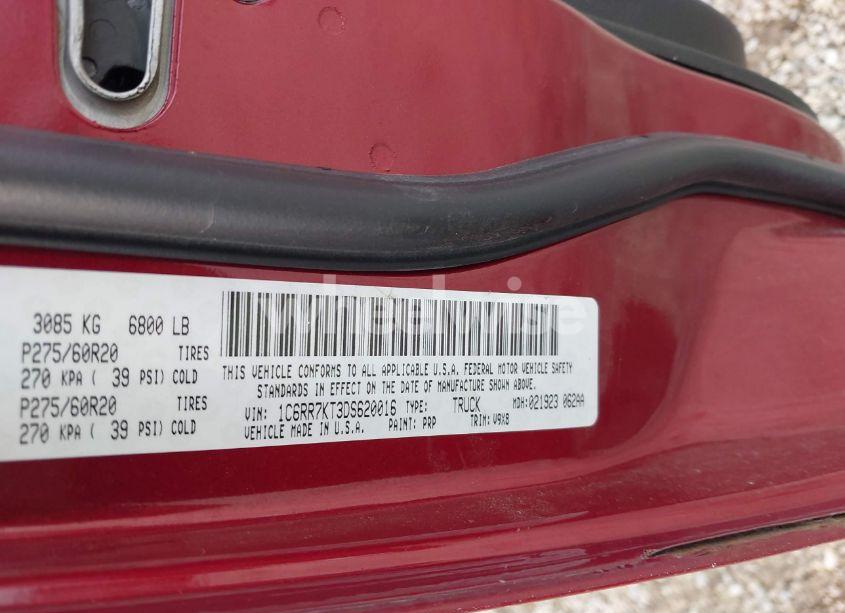 3085 KG 6800 LB
P275/60R20 TIRES
270 KPA ( 39 PSI) COLD
P275/60R20 TIRES
270 KPA ( 39 PSI) COLD
THIS VEHICLE CONFORMS TO ALL APPLICABLE U.S.A. FEDERAL MOTOR VEHICLE SAFETY
STANDARDS IN EFFECT ON THE DATE OF MANUFACTURE SHOWN ABOVE.
VIN: 1C6RR7KT3DS620016 TYPE: TRUCK MDH:021923 062AA
VEHICLE MADE IN U.S.A. PAINT: PRP TRIM: V9X8
wheelwise